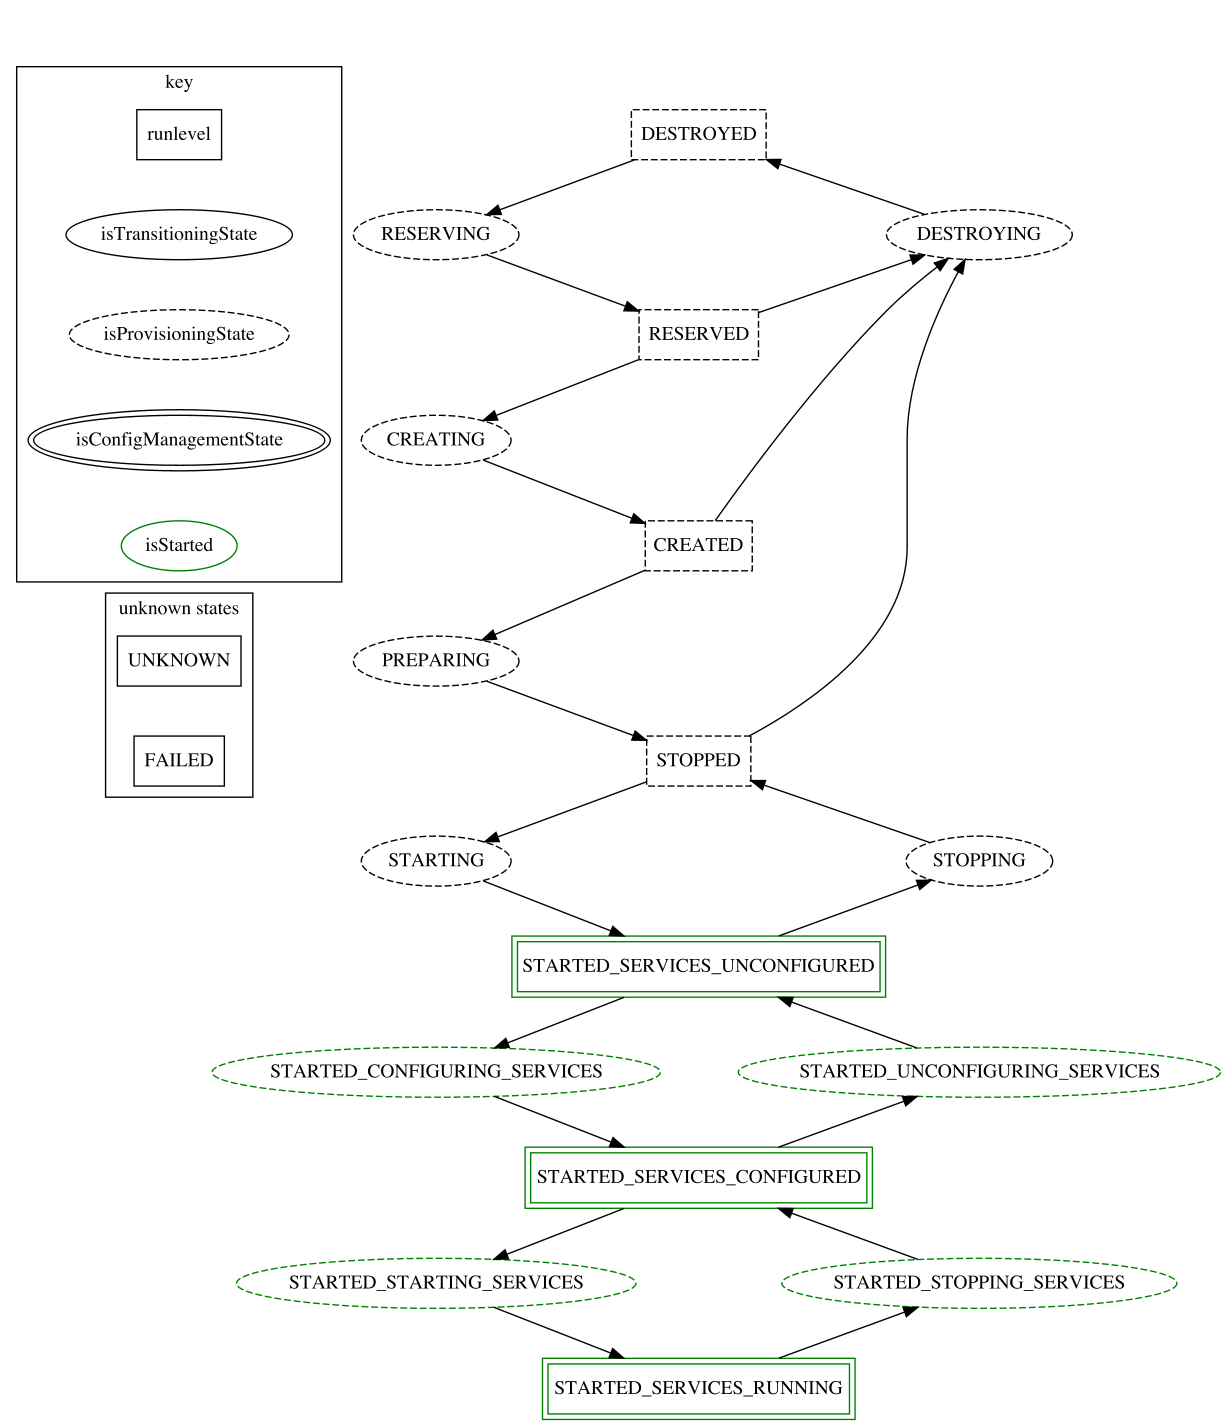 key
runlevel
isTransitioningState
isProvisioningState
isConfigManagementState
isStarted
unknown states
UNKNOWN
FAILED
DESTROYED
RESERVING
DESTROYING
RESERVED
CREATING
CREATED
PREPARING
STOPPED
STARTING
STOPPING
STARTED_SERVICES_UNCONFIGURED
STARTED_CONFIGURING_SERVICES
STARTED_UNCONFIGURING_SERVICES
STARTED_SERVICES_CONFIGURED
STARTED_STARTING_SERVICES
STARTED_STOPPING_SERVICES
STARTED_SERVICES_RUNNING